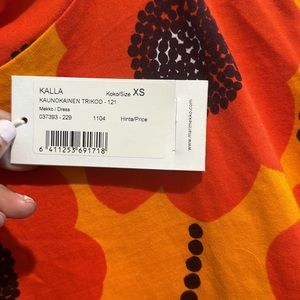 KALLA
Koko/Size XS
KAUNOKAINEN TRIKOO - 121
Mekko / Dress
037393 - 229 1104 Hinta/Price
6 411253 691718
www.marimekko.com